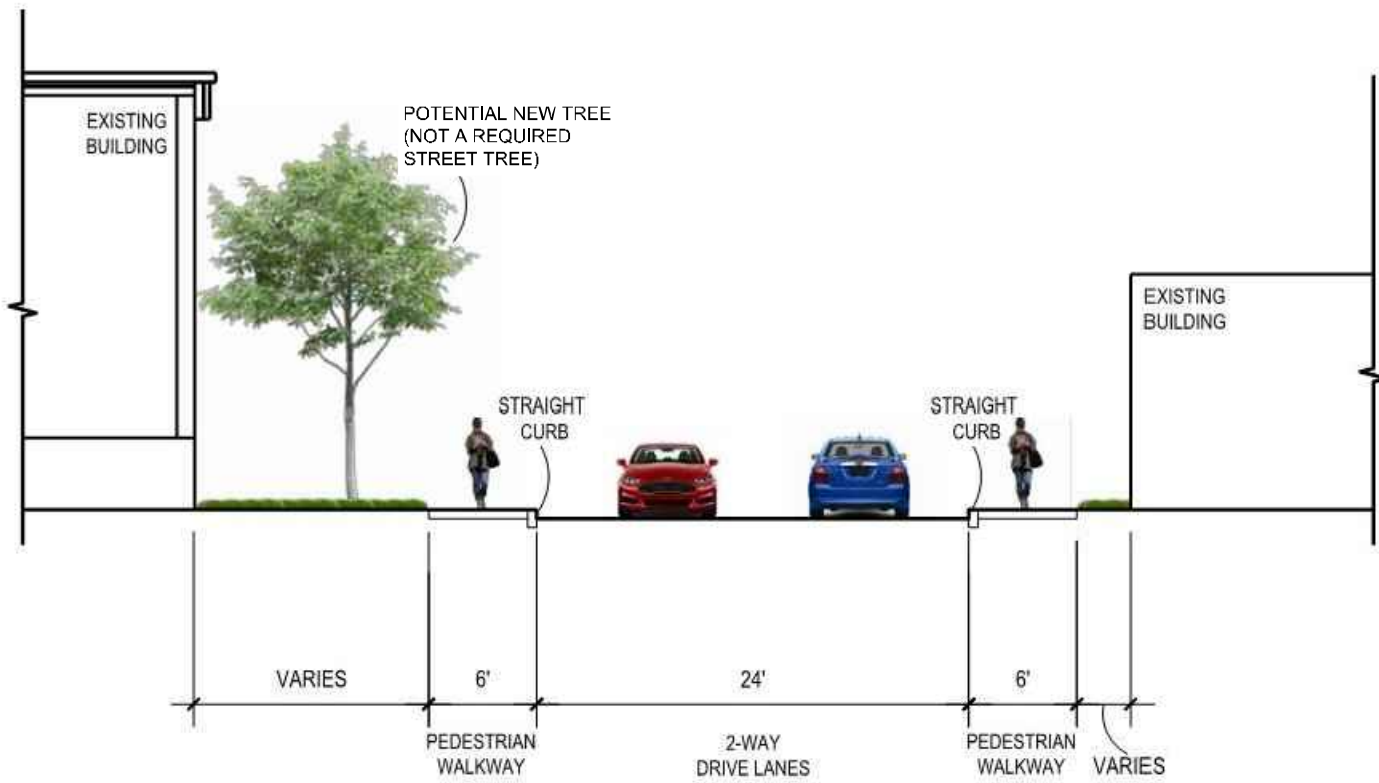 EXISTING
BUILDING
POTENTIAL NEW TREE
(NOT A REQUIRED
STREET TREE)
EXISTING
BUILDING
STRAIGHT
CURB
STRAIGHT
CURB
VARIES
6'
24'
6'
PEDESTRIAN
WALKWAY
2-WAY
DRIVE LANES
PEDESTRIAN
WALKWAY
VARIES